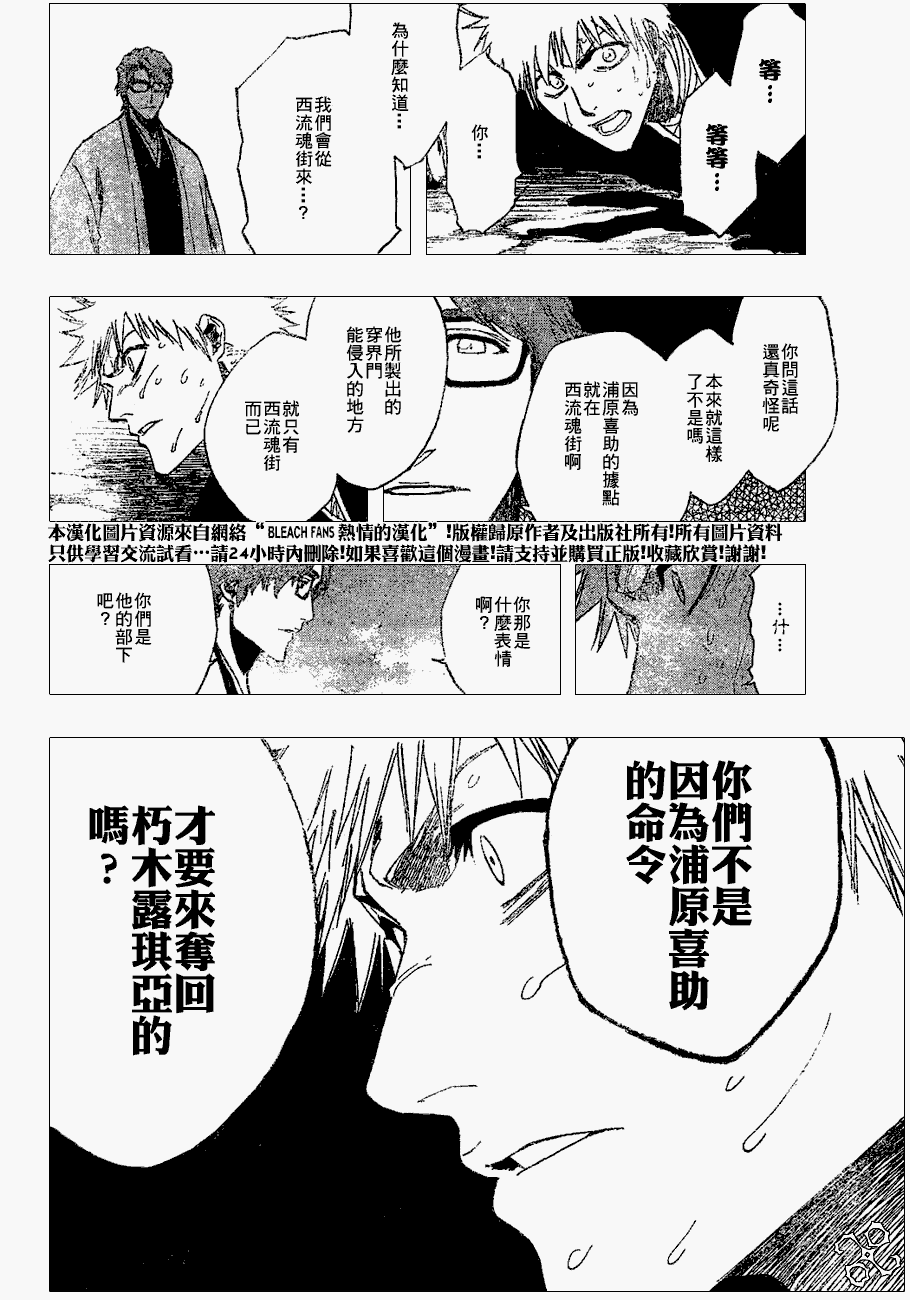 等…
等等…
你…
為什麼知道…
我們會從
西流魂街來…？
你問這話
還真奇怪呢
本來就這樣
了不是嗎
因為
浦原喜助的據點
就在
西流魂街啊
他所製出的
穿界門
能侵入的地方
就只有
西流魂街
而已
本漢化圖片資源來自網絡“BLEACH FANS 熱情的漢化”!版權歸原作者及出版社所有!所有圖片資料
只供學習交流試看…請24小時內刪除!如果喜歡這個漫畫!請支持並購買正版!收藏欣賞!謝謝!
…什…
你那是
什麼表情
啊？
你們是
他的部下
吧？
你們不是
因為浦原喜助
的命令
才要來奪回
朽木露琪亞的
嗎？